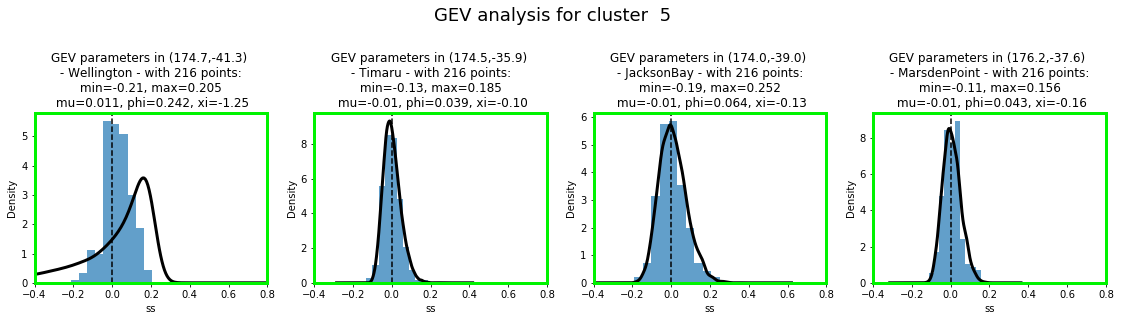 GEV analysis for cluster  5
GEV parameters in (174.7,-41.3)
- Wellington - with 216 points:
min=-0.21, max=0.205
mu=0.011, phi=0.242, xi=-1.25
Density
5
4
3
2
1
0
−0.4 −0.2 0.0 0.2 0.4 0.6 0.8
ss
GEV parameters in (174.5,-35.9)
- Timaru - with 216 points:
min=-0.13, max=0.185
mu=-0.01, phi=0.039, xi=-0.10
Density
8
6
4
2
0
−0.4 −0.2 0.0 0.2 0.4 0.6 0.8
ss
GEV parameters in (174.0,-39.0)
- JacksonBay - with 216 points:
min=-0.19, max=0.252
mu=-0.01, phi=0.064, xi=-0.13
Density
6
5
4
3
2
1
0
−0.4 −0.2 0.0 0.2 0.4 0.6 0.8
ss
GEV parameters in (176.2,-37.6)
- MarsdenPoint - with 216 points:
min=-0.11, max=0.156
mu=-0.01, phi=0.043, xi=-0.16
Density
8
6
4
2
0
−0.4 −0.2 0.0 0.2 0.4 0.6 0.8
ss